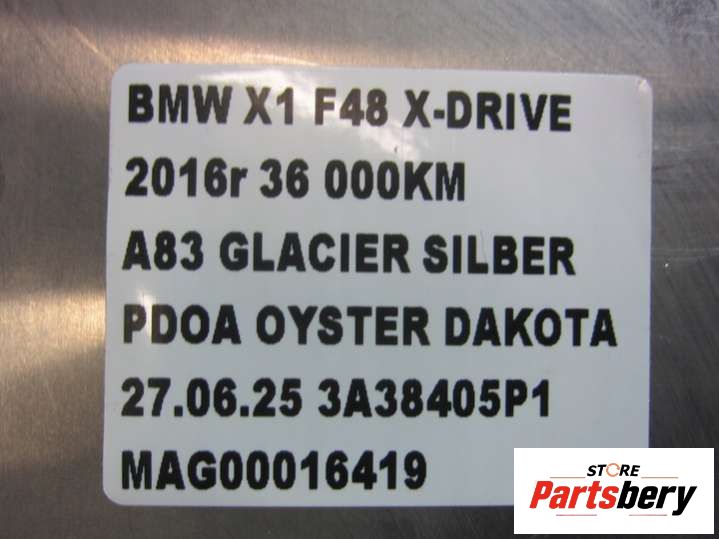 BMW X1 F48 X-DRIVE
2016r 36 000KM
A83 GLACIER SILBER
PDOA OYSTER DAKOTA
27.06.25 3A38405P1
MAG00016419
STORE
Partsbery